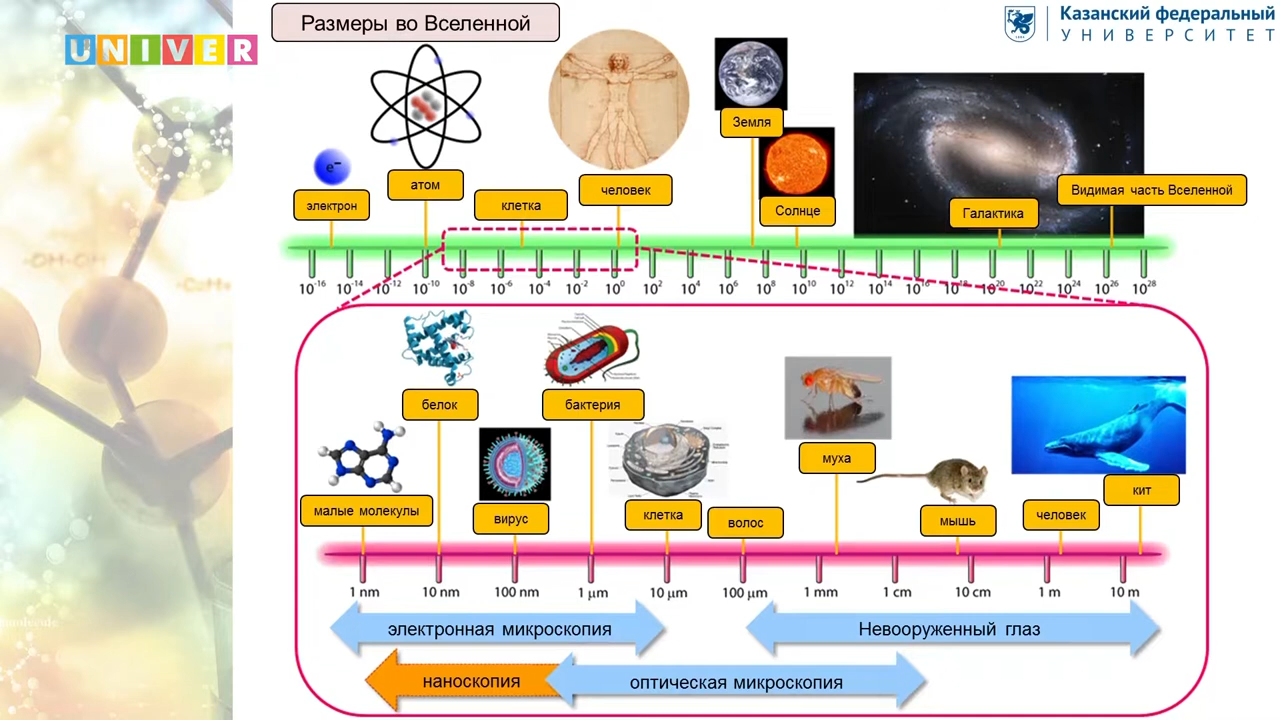 Размеры во Вселенной
UNIVER
Казанский федеральный
УНИВЕРСИТЕТ
e⁻
электрон
атом
клетка
человек
Земля
Солнце
Галактика
Видимая часть Вселенной
10⁻¹⁶ 10⁻¹⁴ 10⁻¹² 10⁻¹⁰ 10⁻⁸ 10⁻⁶ 10⁻⁴ 10⁻² 10⁰ 10² 10⁴ 10⁶ 10⁸ 10¹⁰ 10¹² 10¹⁴ 10¹⁶ 10¹⁸ 10²⁰ 10²² 10²⁴ 10²⁶ 10²⁸
малые молекулы
белок
вирус
бактерия
клетка
волос
муха
мышь
человек
кит
1 nm 10 nm 100 nm 1 µm 10 µm 100 µm 1 mm 1 cm 10 cm 1 m 10 m
электронная микроскопия
Невооруженный глаз
наноскопия
оптическая микроскопия